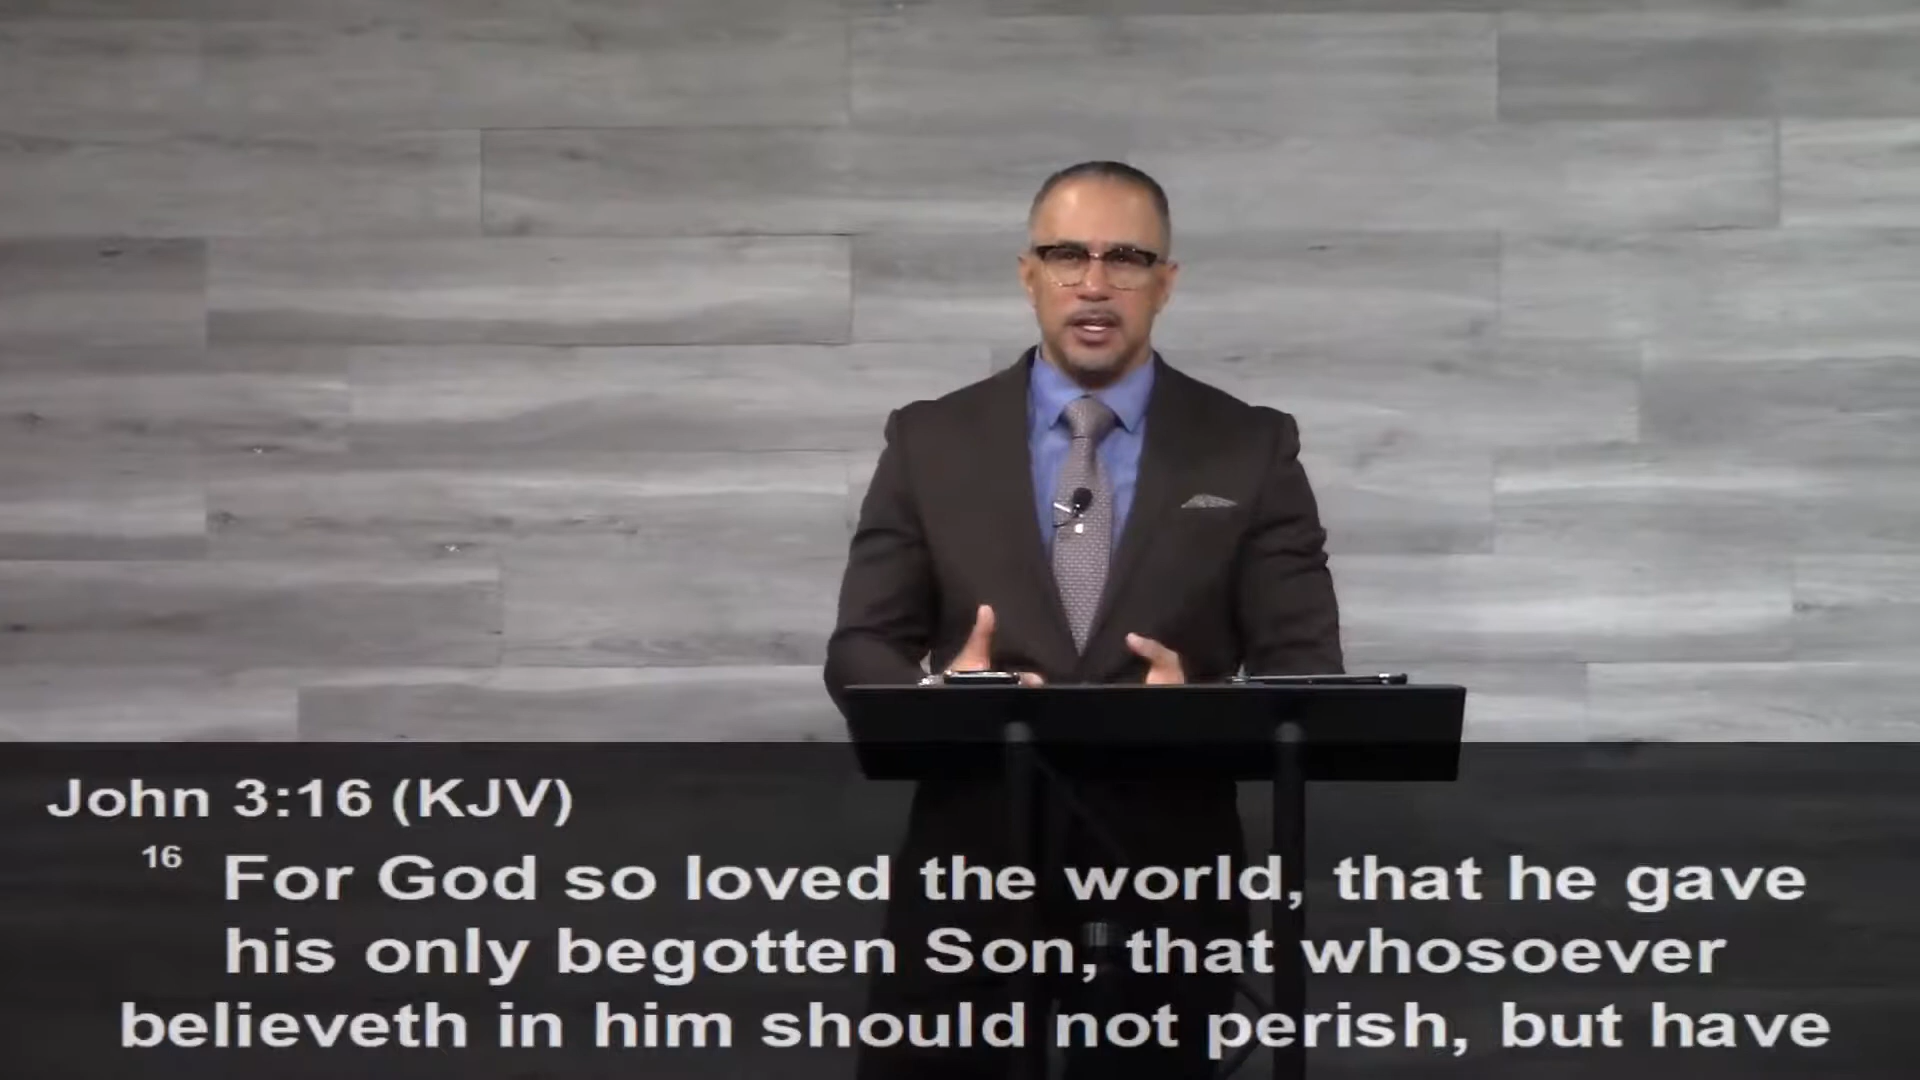 John 3:16 (KJV)
16 For God so loved the world, that he gave
his only begotten Son, that whosoever
believeth in him should not perish, but have